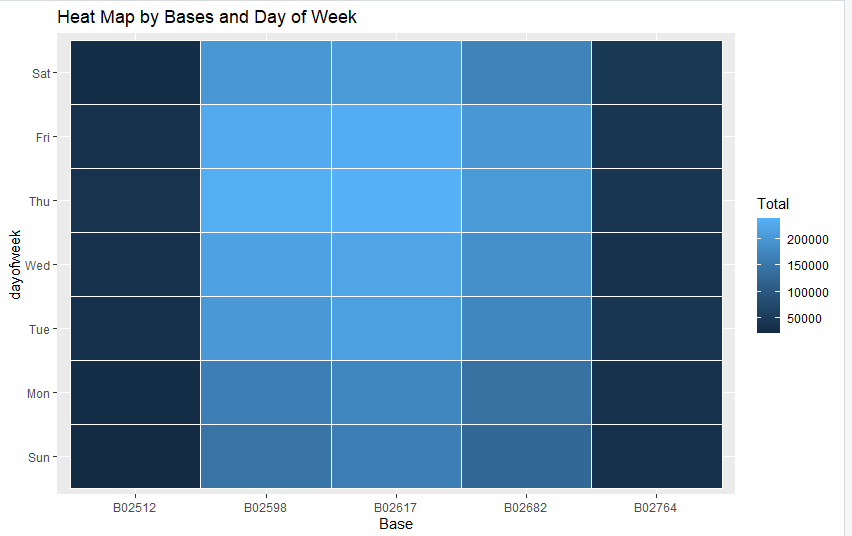 Heat Map by Bases and Day of Week
dayofweek
Sat
Fri
Thu
Wed
Tue
Mon
Sun
B02512 B02598 B02617 B02682 B02764
Base
Total
200000
150000
100000
50000